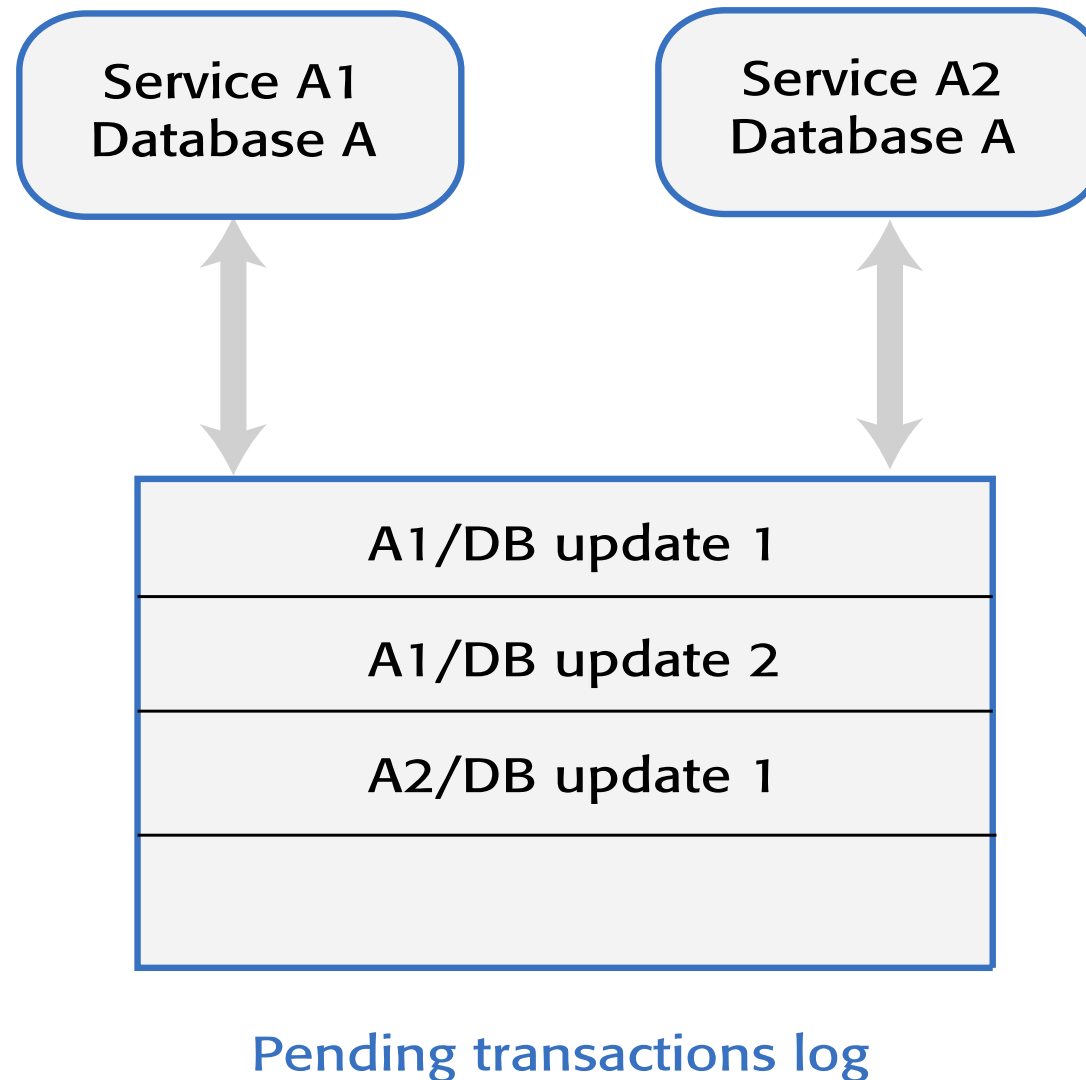 Service A1
Database A
Service A2
Database A
A1/DB update 1
A1/DB update 2
A2/DB update 1
Pending transactions log